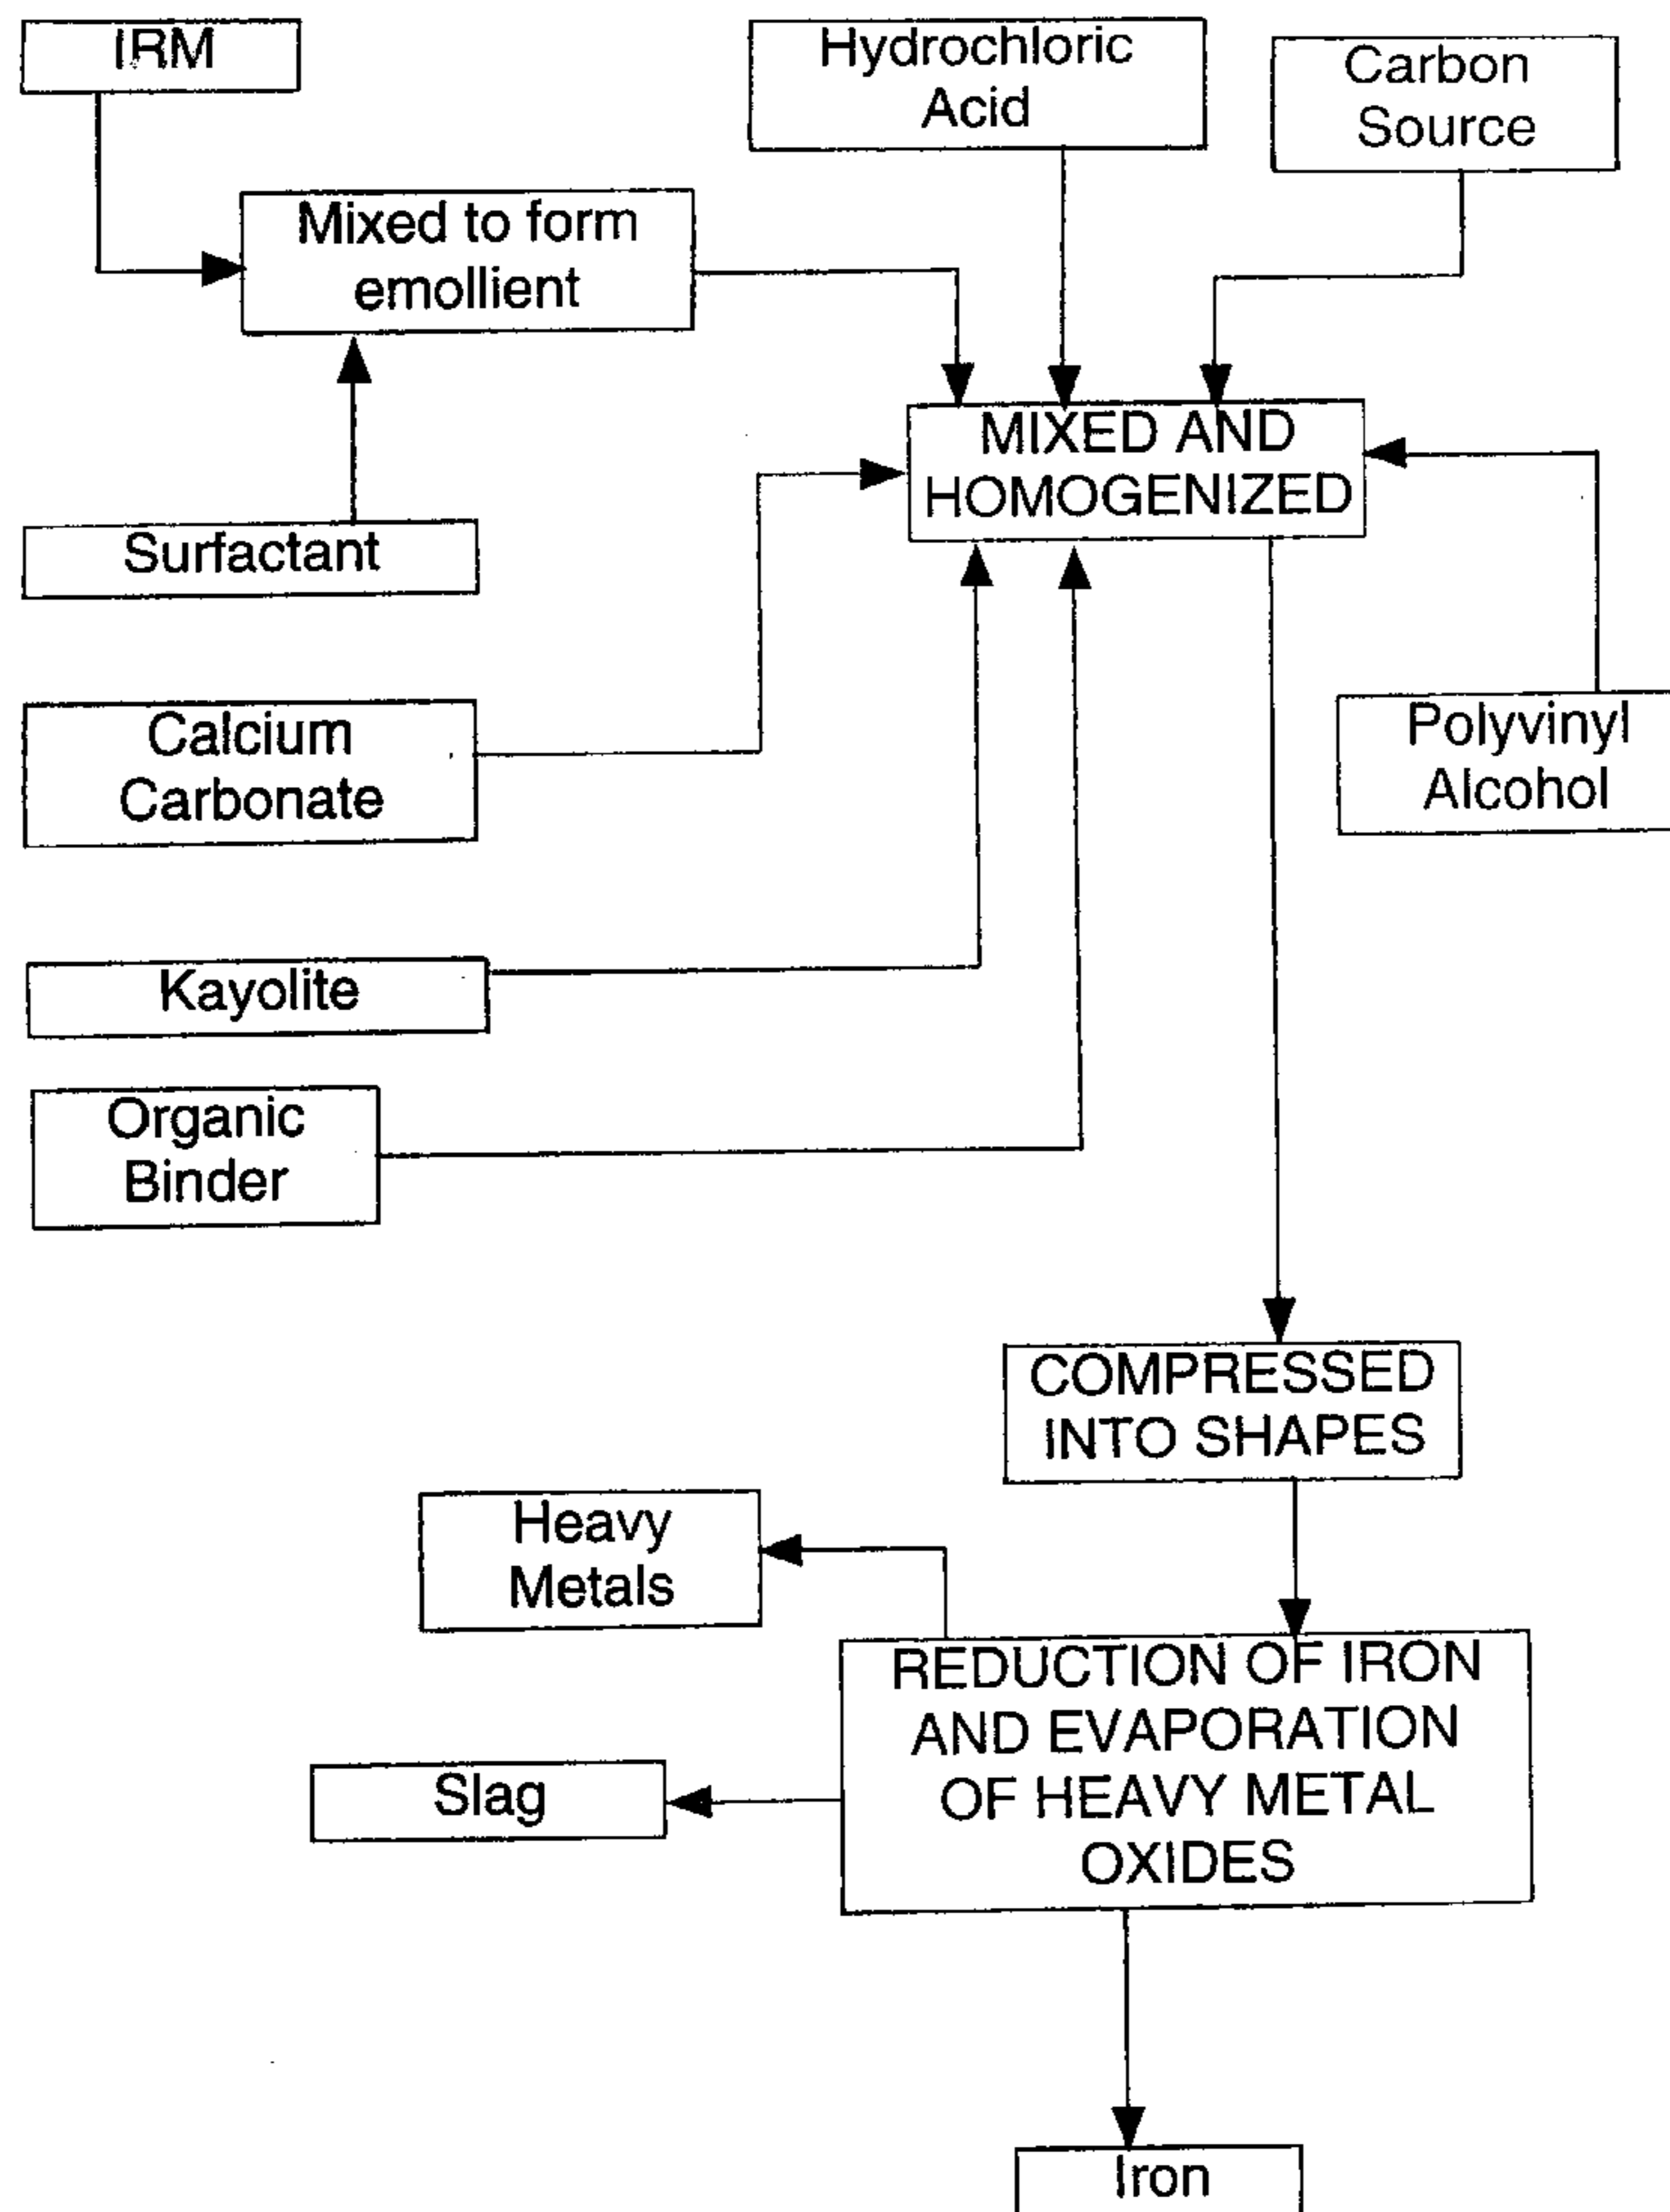 IRM
Hydrochloric
Acid
Carbon
Source
Mixed to form
emollient
MIXED AND
HOMOGENIZED
Surfactant
Calcium
Carbonate
Polyvinyl
Alcohol
Kayolite
Organic
Binder
COMPRESSED
INTO SHAPES
Heavy
Metals
REDUCTION OF IRON
AND EVAPORATION
OF HEAVY METAL
OXIDES
Slag
Iron